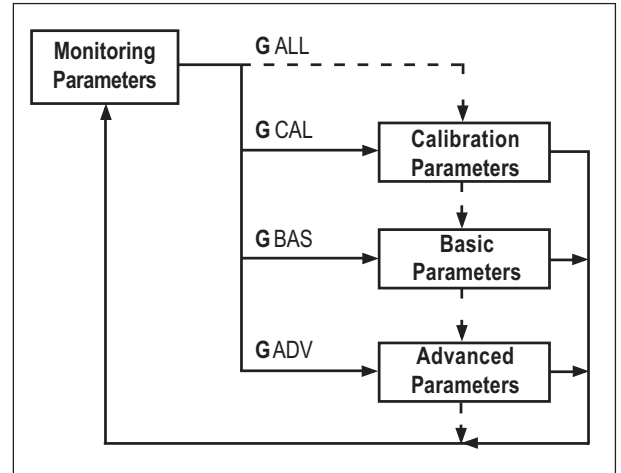 Monitoring
Parameters
G ALL
G CAL
Calibration
Parameters
G BAS
Basic
Parameters
G ADV
Advanced
Parameters